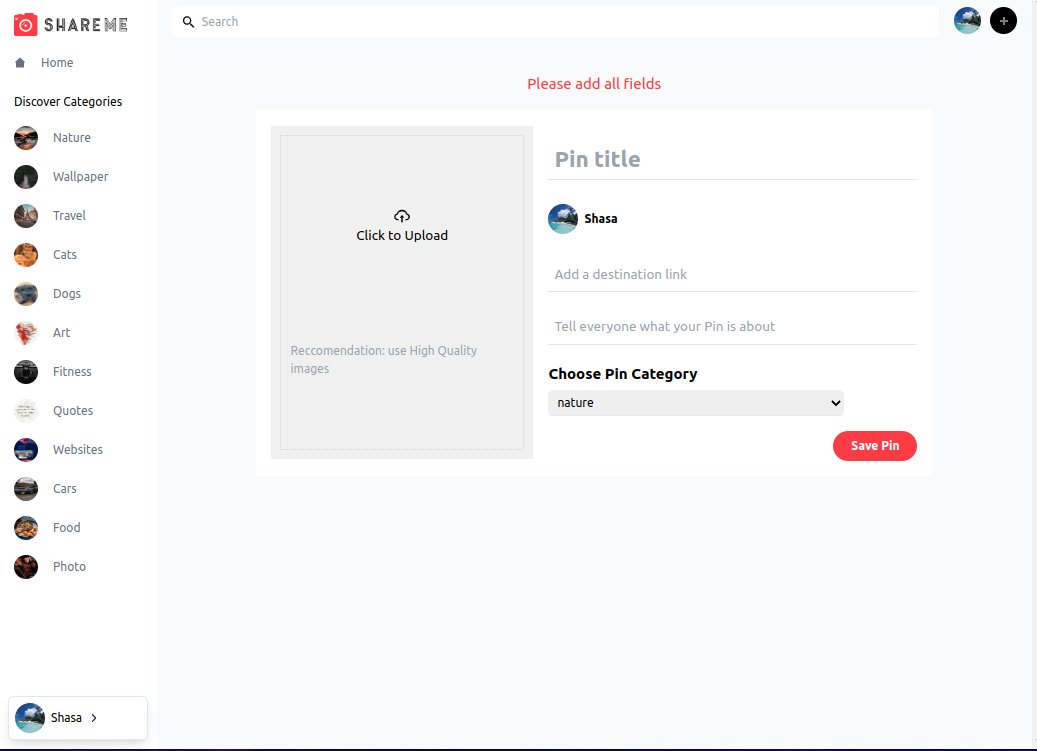 SHAREME
Search
Home
Discover Categories
Nature
Wallpaper
Travel
Cats
Dogs
Art
Fitness
Quotes
Websites
Cars
Food
Photo
Shasa
Please add all fields
Click to Upload
Reccomendation: use High Quality
images
Pin title
Shasa
Add a destination link
Tell everyone what your Pin is about
Choose Pin Category
nature
Save Pin